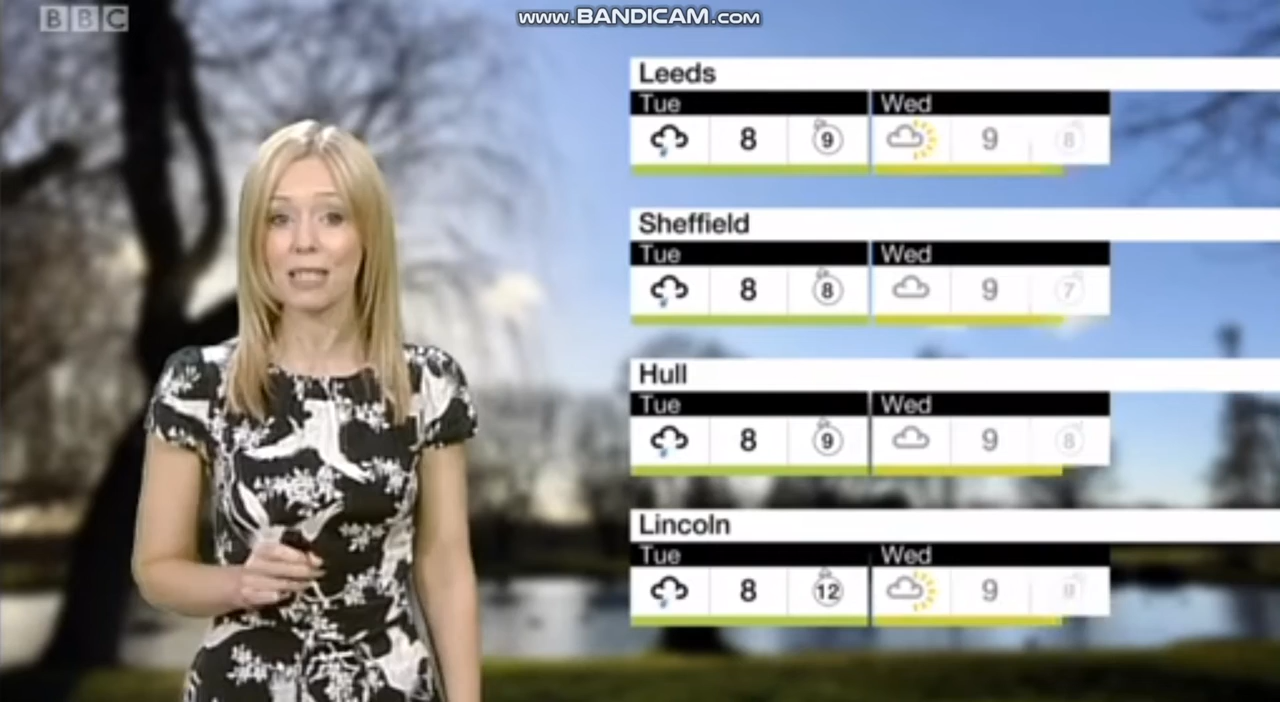 BBC
www.BANDICAM.com
Leeds
Tue Wed
8 9 9 8
Sheffield
Tue Wed
8 8 9 7
Hull
Tue Wed
8 9 9 8
Lincoln
Tue Wed
8 12 9